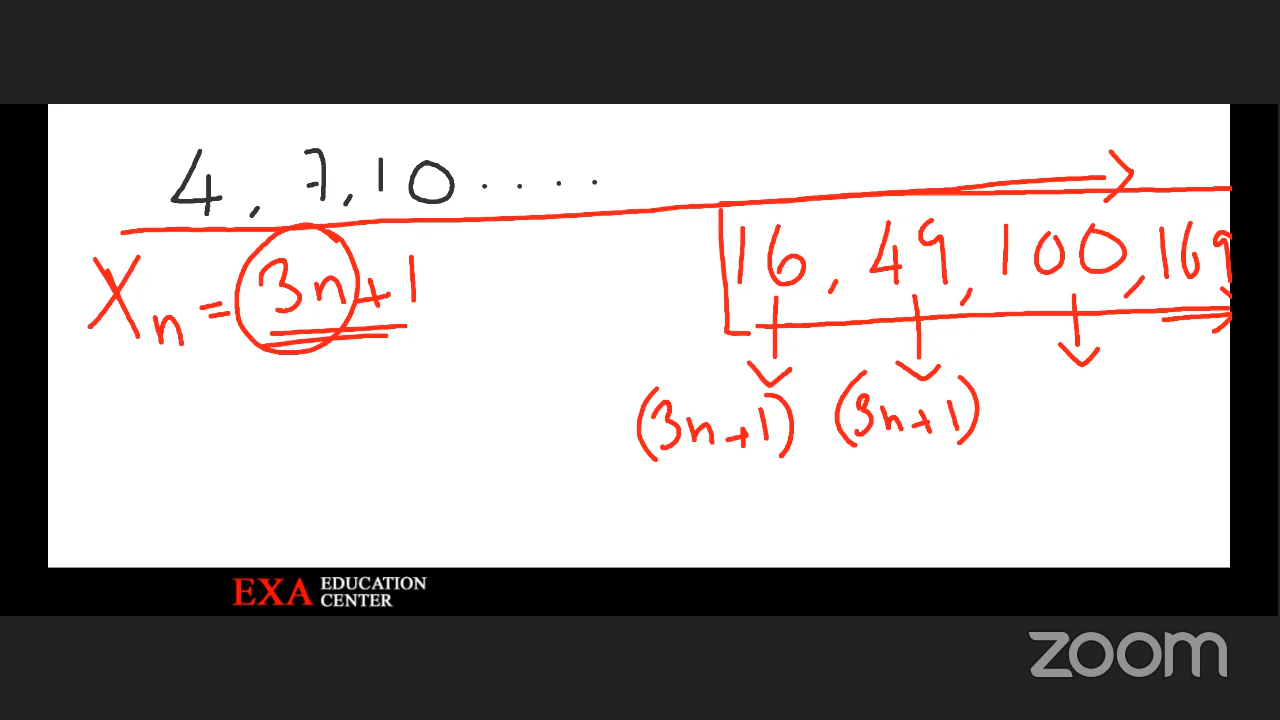 4, 7, 10 . . . .
Xn = 3n+1
16, 49, 100, 169
(3n+1) (3n+1)
EXA EDUCATION
CENTER
zoom